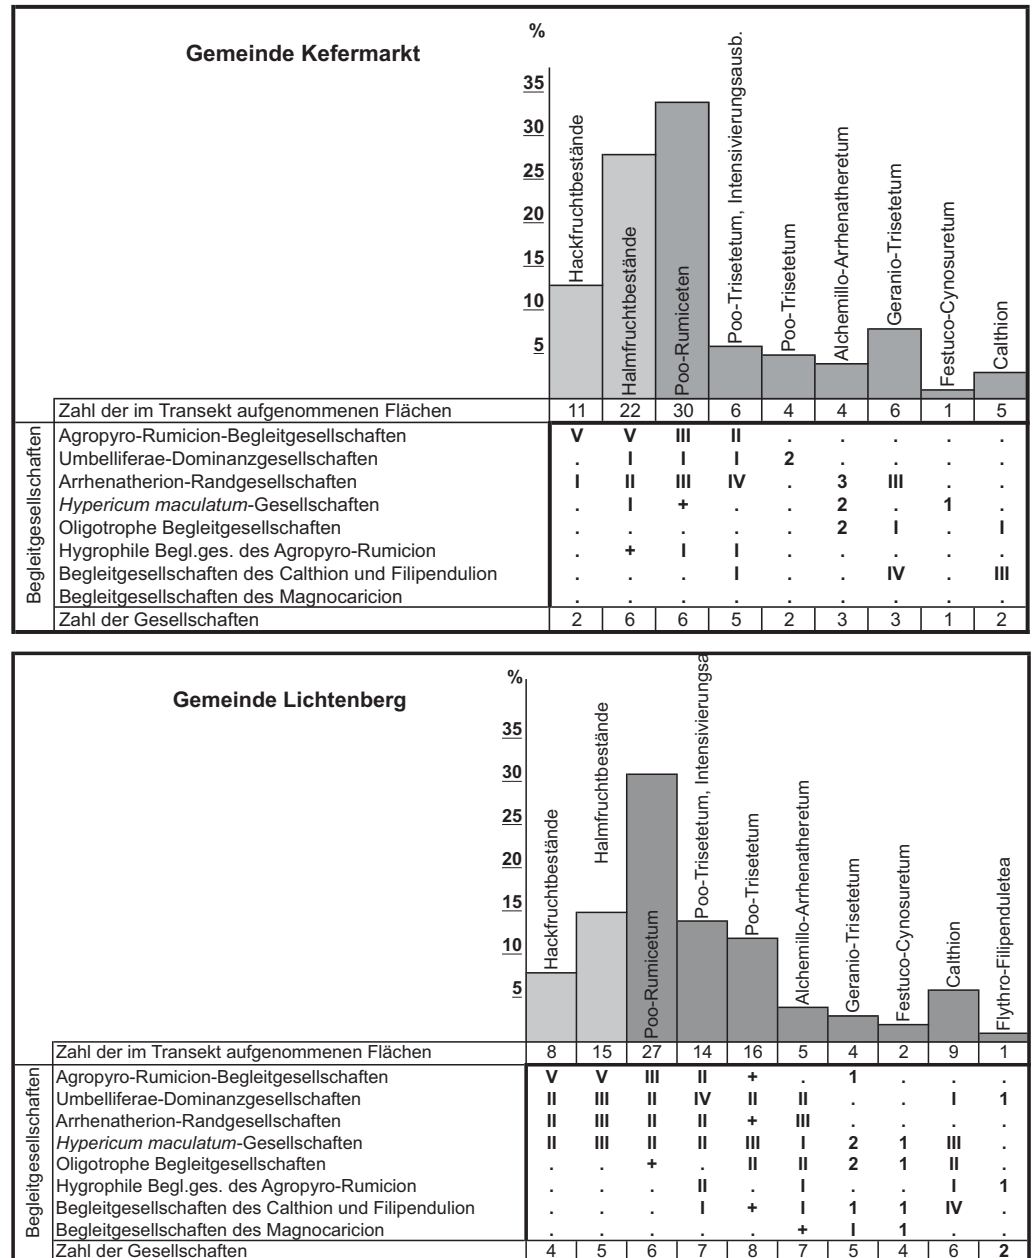 Gemeinde Kefermarkt
%
35
30
25
20
15
10
5
Hackfruchtbestände
Halmfruchtbestände
Poo-Rumiceten
Poo-Trisetetum, Intensivierungsausb.
Poo-Trisetetum
Alchemillo-Arrhenatheretum
Geranio-Trisetetum
Festuco-Cynosuretum
Calthion
Zahl der im Transekt aufgenommenen Flächen 11 22 30 6 4 4 6 1 5
Begleitgesellschaften
Agropyro-Rumicion-Begleitgesellschaften V V III II . . . . .
Umbelliferae-Dominanzgesellschaften . I I I 2 . . . .
Arrhenatherion-Randgesellschaften I II III IV . 3 III . .
Hypericum maculatum-Gesellschaften . I + . . 2 . 1 .
Oligotrophe Begleitgesellschaften . . . . . 2 I . I
Hygrophile Begl.ges. des Agropyro-Rumicion . + I I . . . . .
Begleitgesellschaften des Calthion und Filipendulion . . . I . . IV . III
Begleitgesellschaften des Magnocaricion . . . . . . . . .
Zahl der Gesellschaften 2 6 6 5 2 3 3 1 2
Gemeinde Lichtenberg
%
35
30
25
20
15
10
5
Hackfruchtbestände
Halmfruchtbestände
Poo-Rumicetum
Poo-Trisetetum, Intensivierungsa
Poo-Trisetetum
Alchemillo-Arrhenatheretum
Geranio-Trisetetum
Festuco-Cynosuretum
Calthion
Flythro-Filipenduletea
Zahl der im Transekt aufgenommenen Flächen 8 15 27 14 16 5 4 2 9 1
Begleitgesellschaften
Agropyro-Rumicion-Begleitgesellschaften V V III II + . 1 . . .
Umbelliferae-Dominanzgesellschaften II III II IV II II . . I 1
Arrhenatherion-Randgesellschaften II III II II + III . . . .
Hypericum maculatum-Gesellschaften II III II II III I 2 1 III .
Oligotrophe Begleitgesellschaften . . + . II II 2 1 II .
Hygrophile Begl.ges. des Agropyro-Rumicion . . . II . I . . I 1
Begleitgesellschaften des Calthion und Filipendulion . . . I + I 1 1 IV .
Begleitgesellschaften des Magnocaricion . . . . . + I 1 . .
Zahl der Gesellschaften 4 5 6 7 8 7 5 4 6 2